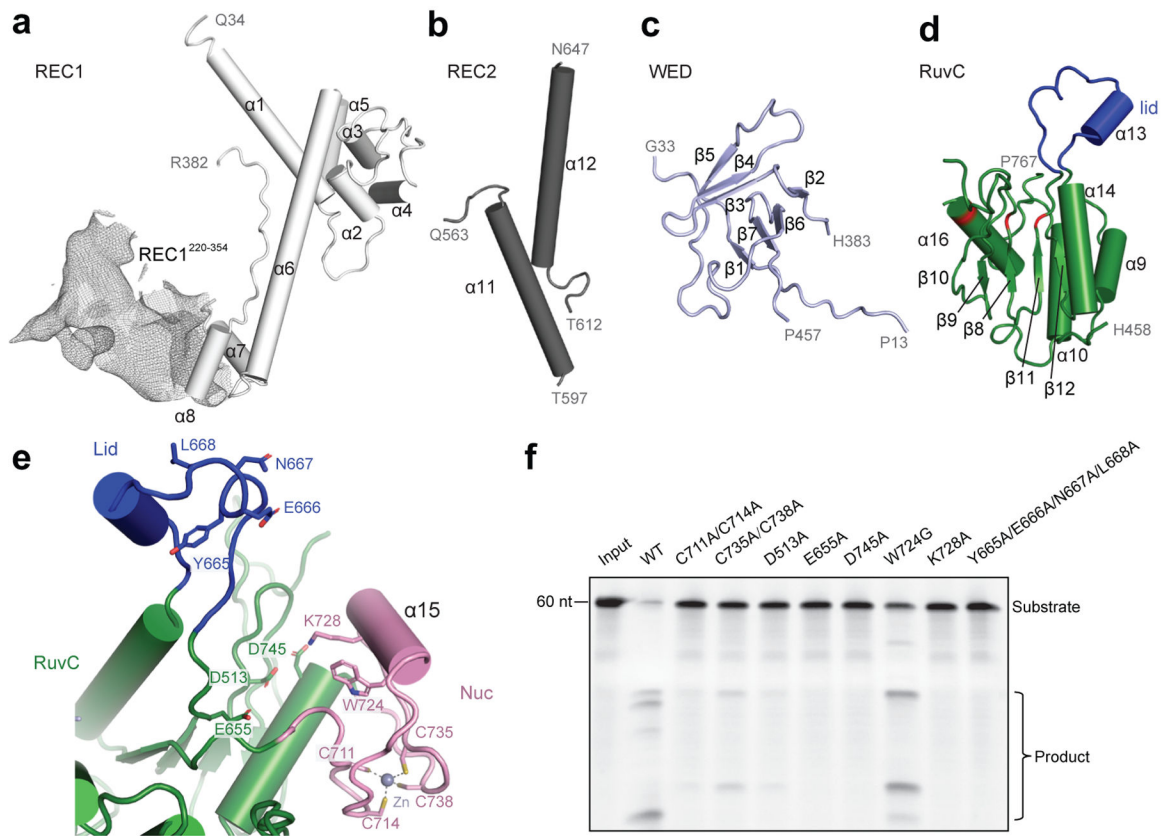 a
REC1
Q34
α1
α5
α3
R382
α4
α2
REC1220-354
α6
α7
α8
b
REC2
N647
α12
Q563
α11
T612
T597
c
WED
G33
β5
β4
β2
β3
β6
β7
H383
β1
P457
P13
d
RuvC
lid
α13
P767
α14
α16
α9
β10
β9
β8
H458
α10
β11
β12
e
Lid
L668
N667
E666
Y665
α15
K728
RuvC
D745
D513
Nuc
W724
E655
C735
C711
Zn
C738
C714
f
Input
WT
C711A/C714A
C735A/C738A
D513A
E655A
D745A
W724G
K728A
Y665A/E666A/N667A/L668A
60 nt
Substrate
Product